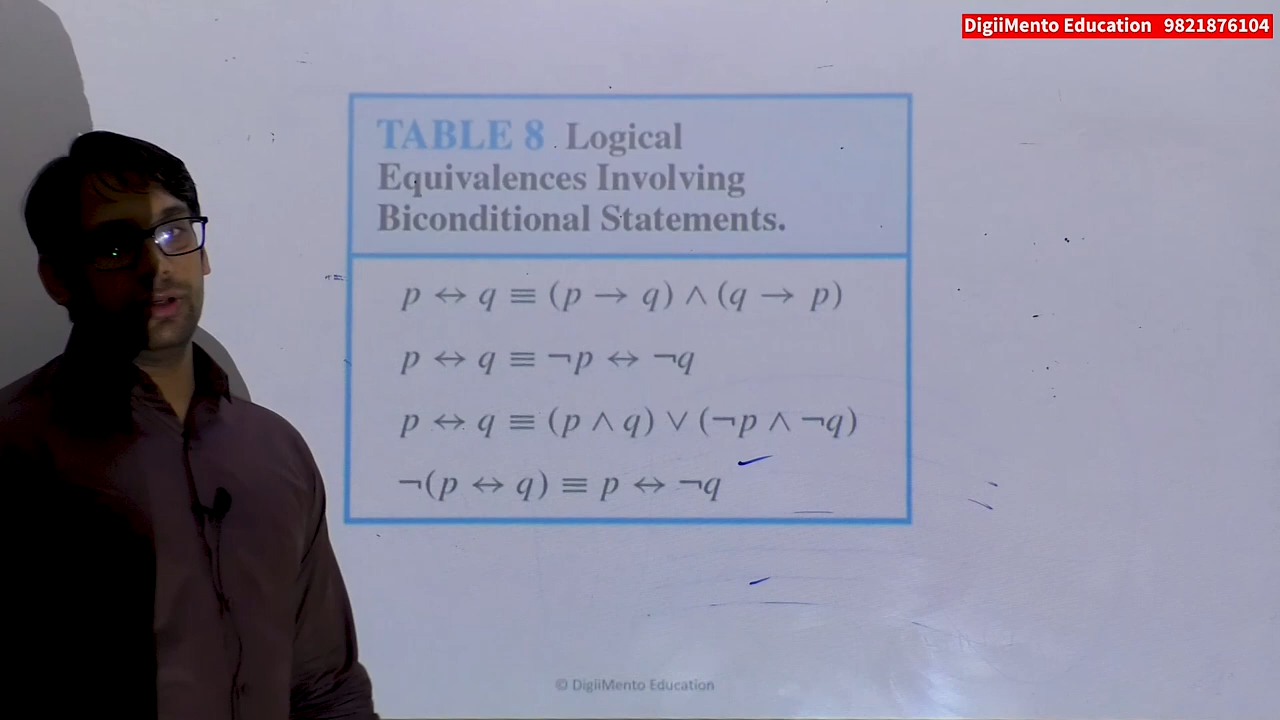 DigiiMento Education 9821876104
TABLE 8 Logical
Equivalences Involving
Biconditional Statements.
p ↔ q ≡ (p → q) ∧ (q → p)
p ↔ q ≡ ¬p ↔ ¬q
p ↔ q ≡ (p ∧ q) ∨ (¬p ∧ ¬q)
¬(p ↔ q) ≡ p ↔ ¬q
© DigiiMento Education